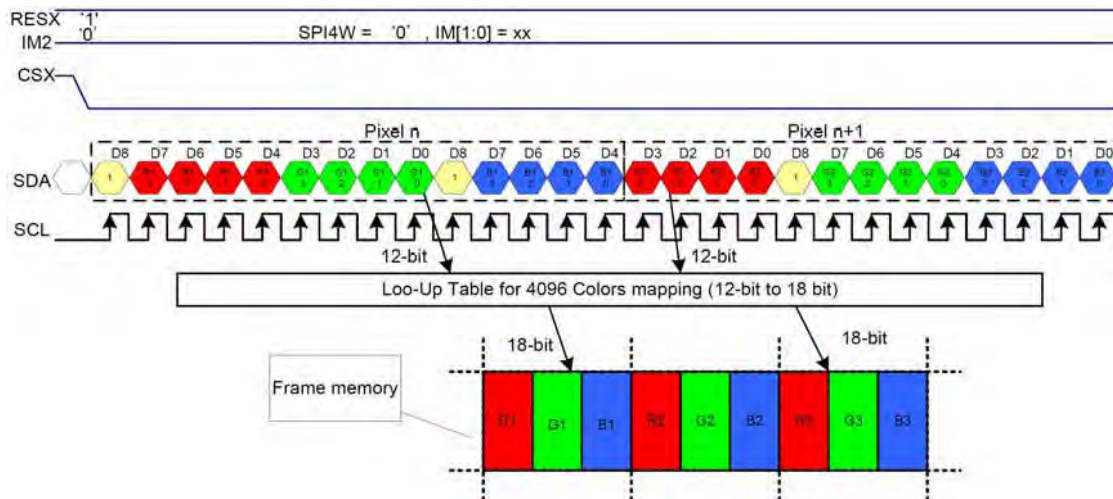 RESX '1'
IM2 '0' SPI4W = '0' , IM[1:0] = xx
CSX
Pixel n Pixel n+1
D8 D7 D6 D5 D4 D3 D2 D1 D0 D8 D7 D6 D5 D4 D3 D2 D1 D0 D8 D7 D6 D5 D4 D3 D2 D1 D0
SDA 1 1 1
SCL
12-bit 12-bit
Loo-Up Table for 4096 Colors mapping (12-bit to 18 bit)
18-bit 18-bit
Frame memory
R1 G1 B1 R2 G2 B2 G3 B3